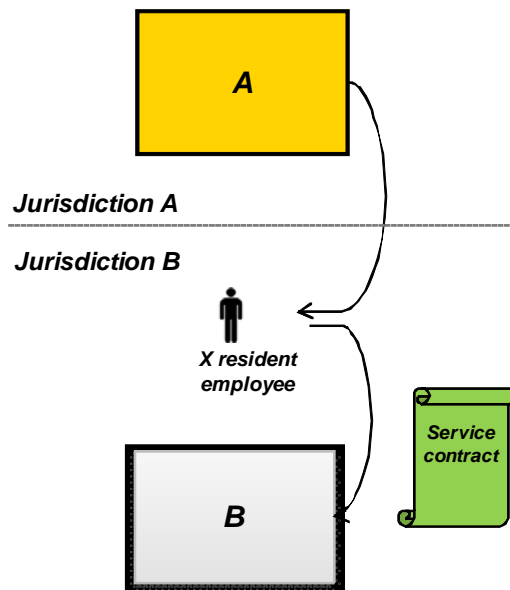 A
Jurisdiction A
Jurisdiction B
X resident
employee
Service
contract
B